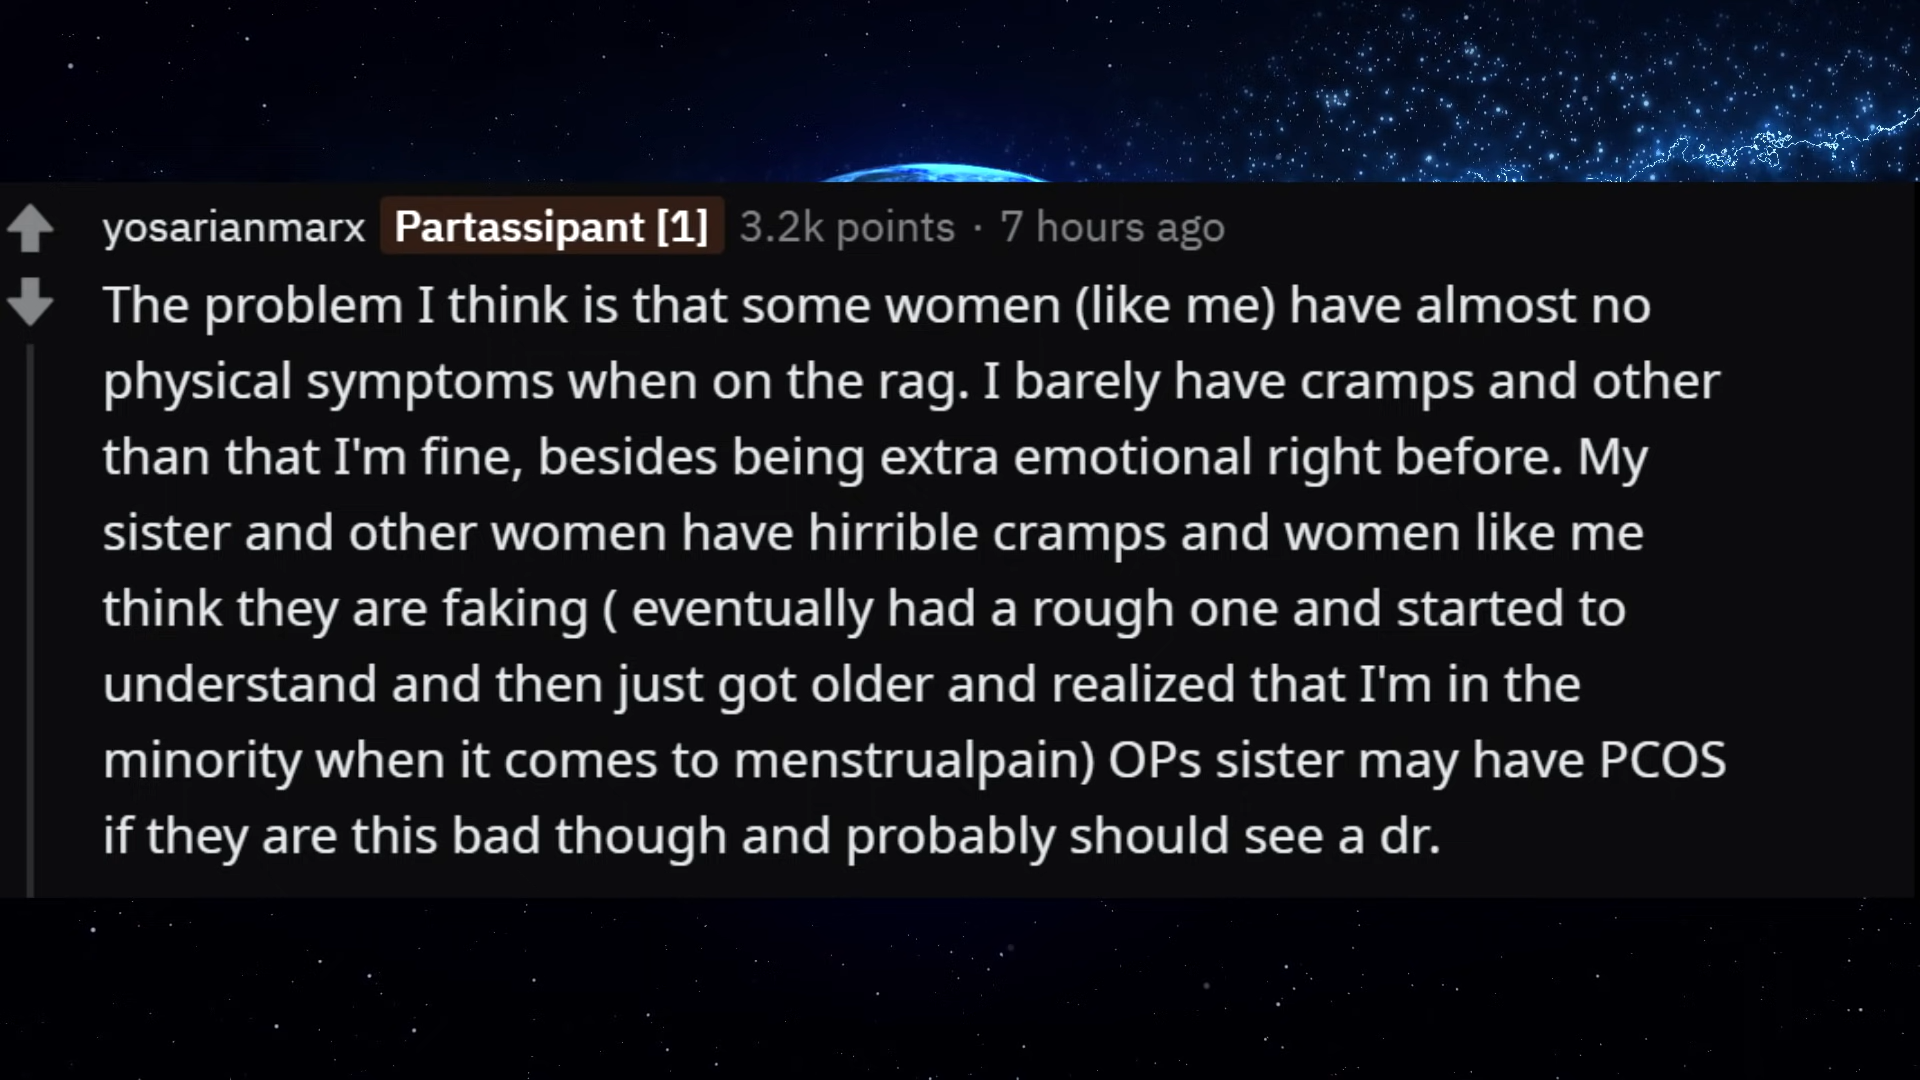 yosarianmarx Partassipant [1] 3.2k points · 7 hours ago
The problem I think is that some women (like me) have almost no
physical symptoms when on the rag. I barely have cramps and other
than that I'm fine, besides being extra emotional right before. My
sister and other women have hirrible cramps and women like me
think they are faking ( eventually had a rough one and started to
understand and then just got older and realized that I'm in the
minority when it comes to menstrualpain) OPs sister may have PCOS
if they are this bad though and probably should see a dr.